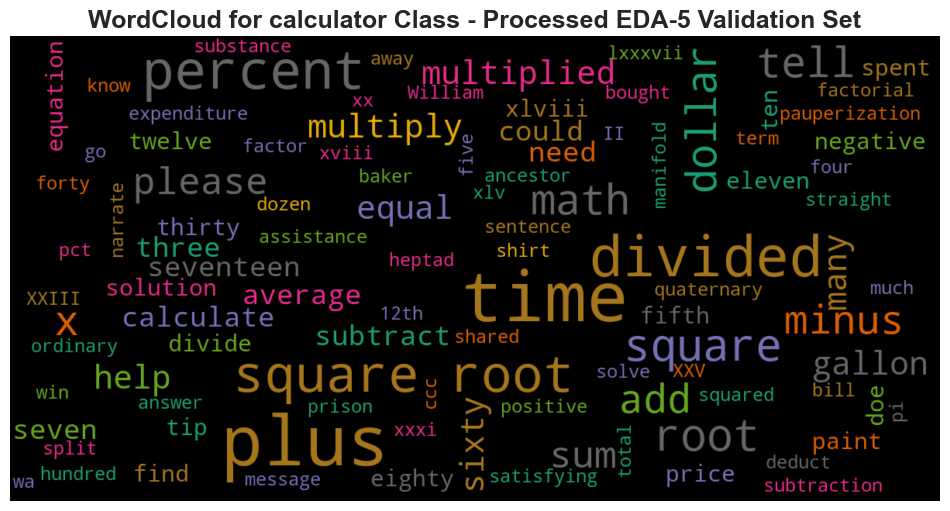 WordCloud for calculator Class - Processed EDA-5 Validation Set
substance
equation
percent
away
lxxxvii
tell
spent
know
multiplied
dollar
factorial
expenditure
xx
William
xlviii
bought
ten
pauperization
twelve
factor
multiply
could
II
term
negative
go
xviii
five
need
manifold
four
forty
please
baker
ancestor
xlv
math
eleven
straight
narrate
dozen
equal
sentence
thirty
assistance
shirt
divided
many
pct
three
heptad
seventeen
time
quaternary
much
XXIII
solution
average
x
calculate
12th
fifth
minus
ordinary
divide
subtract
shared
square
gallon
help
square root
solve
XXV
win
answer
prison
ccc
positive
add
squared
bill
doe
pi
seven
tip
plus
xxxi
sixty
root
paint
split
sum
total
wa
hundred
find
message
eighty
satisfying
price
deduct
subtraction